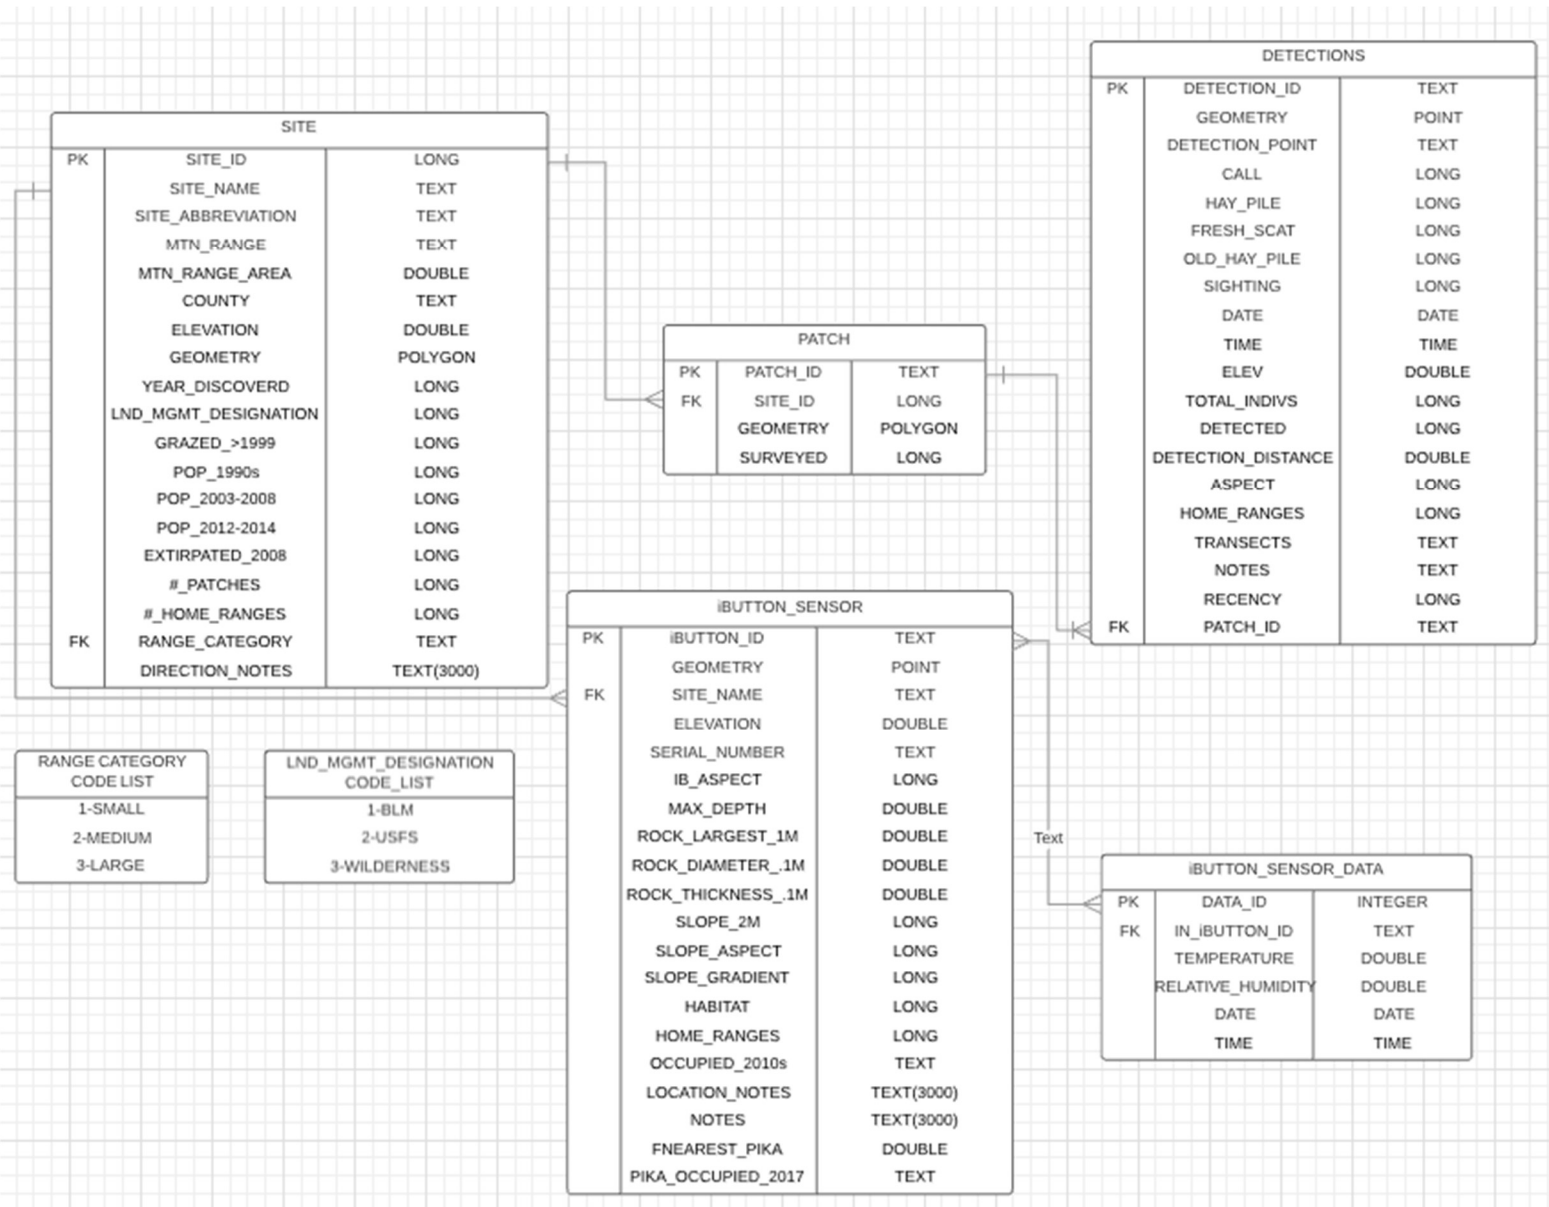 SITE
PK SITE_ID LONG
SITE_NAME TEXT
SITE_ABBREVIATION TEXT
MTN_RANGE TEXT
MTN_RANGE_AREA DOUBLE
COUNTY TEXT
ELEVATION DOUBLE
GEOMETRY POLYGON
YEAR_DISCOVERD LONG
LND_MGMT_DESIGNATION LONG
GRAZED_>1999 LONG
POP_1990s LONG
POP_2003-2008 LONG
POP_2012-2014 LONG
EXTIRPATED_2008 LONG
#_PATCHES LONG
#_HOME_RANGES LONG
FK RANGE_CATEGORY TEXT
DIRECTION_NOTES TEXT(3000)
PATCH
PK PATCH_ID TEXT
FK SITE_ID LONG
GEOMETRY POLYGON
SURVEYED LONG
DETECTIONS
PK DETECTION_ID TEXT
GEOMETRY POINT
DETECTION_POINT TEXT
CALL LONG
HAY_PILE LONG
FRESH_SCAT LONG
OLD_HAY_PILE LONG
SIGHTING LONG
DATE DATE
TIME TIME
ELEV DOUBLE
TOTAL_INDIVS LONG
DETECTED LONG
DETECTION_DISTANCE DOUBLE
ASPECT LONG
HOME_RANGES LONG
TRANSECTS TEXT
NOTES TEXT
RECENCY LONG
FK PATCH_ID TEXT
RANGE CATEGORY
CODE LIST
1-SMALL
2-MEDIUM
3-LARGE
LND_MGMT_DESIGNATION
CODE_LIST
1-BLM
2-USFS
3-WILDERNESS
iBUTTON_SENSOR
PK iBUTTON_ID TEXT
GEOMETRY POINT
FK SITE_NAME TEXT
ELEVATION DOUBLE
SERIAL_NUMBER TEXT
IB_ASPECT LONG
MAX_DEPTH DOUBLE
ROCK_LARGEST_1M DOUBLE
ROCK_DIAMETER_.1M DOUBLE
ROCK_THICKNESS_.1M DOUBLE
SLOPE_2M LONG
SLOPE_ASPECT LONG
SLOPE_GRADIENT LONG
HABITAT LONG
HOME_RANGES LONG
OCCUPIED_2010s TEXT
LOCATION_NOTES TEXT(3000)
NOTES TEXT(3000)
FNEAREST_PIKA DOUBLE
PIKA_OCCUPIED_2017 TEXT
Text
iBUTTON_SENSOR_DATA
PK DATA_ID INTEGER
FK IN_iBUTTON_ID TEXT
TEMPERATURE DOUBLE
RELATIVE_HUMIDITY DOUBLE
DATE DATE
TIME TIME